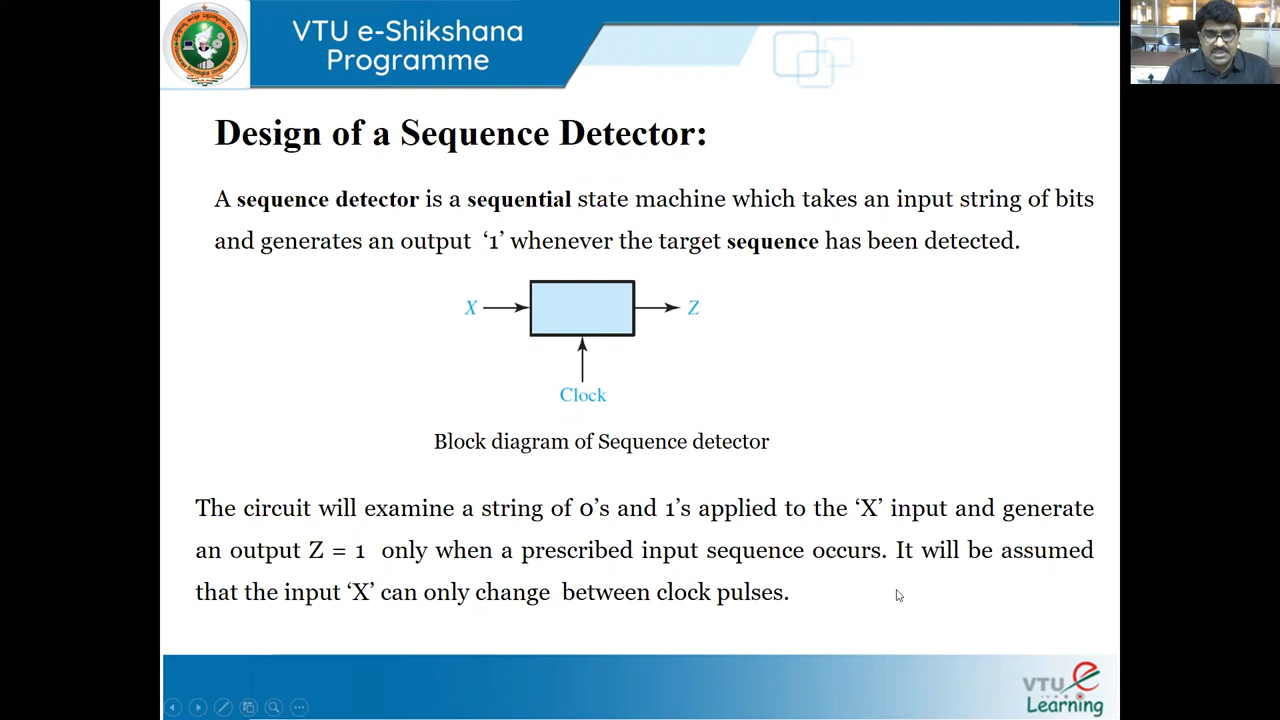 VTU e-Shikshana
Programme
Design of a Sequence Detector:
A sequence detector is a sequential state machine which takes an input string of bits
and generates an output ‘1’ whenever the target sequence has been detected.
X
Z
Clock
Block diagram of Sequence detector
The circuit will examine a string of 0’s and 1’s applied to the ‘X’ input and generate
an output Z = 1 only when a prescribed input sequence occurs. It will be assumed
that the input ‘X’ can only change between clock pulses.
VTU e
Learning